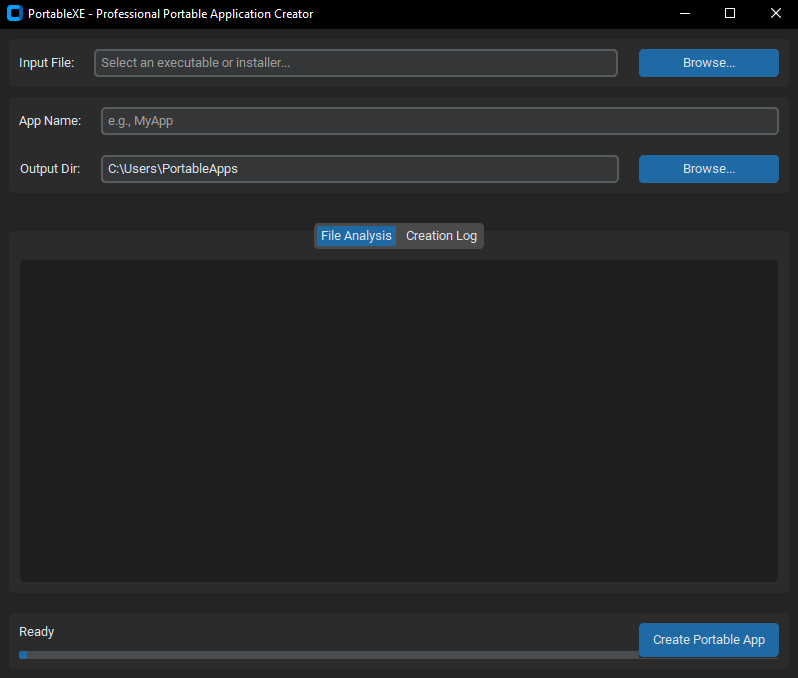 PortableXE - Professional Portable Application Creator
Input File: Select an executable or installer... Browse...
App Name: e.g., MyApp
Output Dir: C:\Users\PortableApps Browse...
File Analysis Creation Log
Ready
Create Portable App